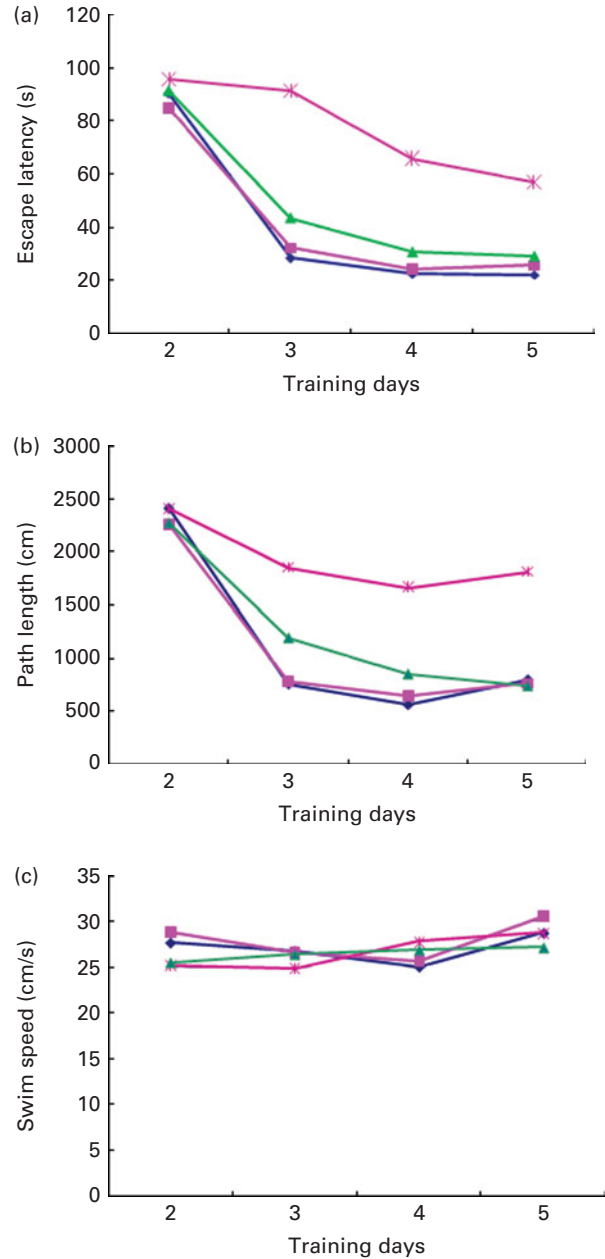 (a)
120
100
80
60
40
20
0
Escape latency (s)
2 3 4 5
Training days
(b)
3000
2500
2000
1500
1000
500
0
Path length (cm)
2 3 4 5
Training days
(c)
35
30
25
20
15
10
5
0
Swim speed (cm/s)
2 3 4 5
Training days